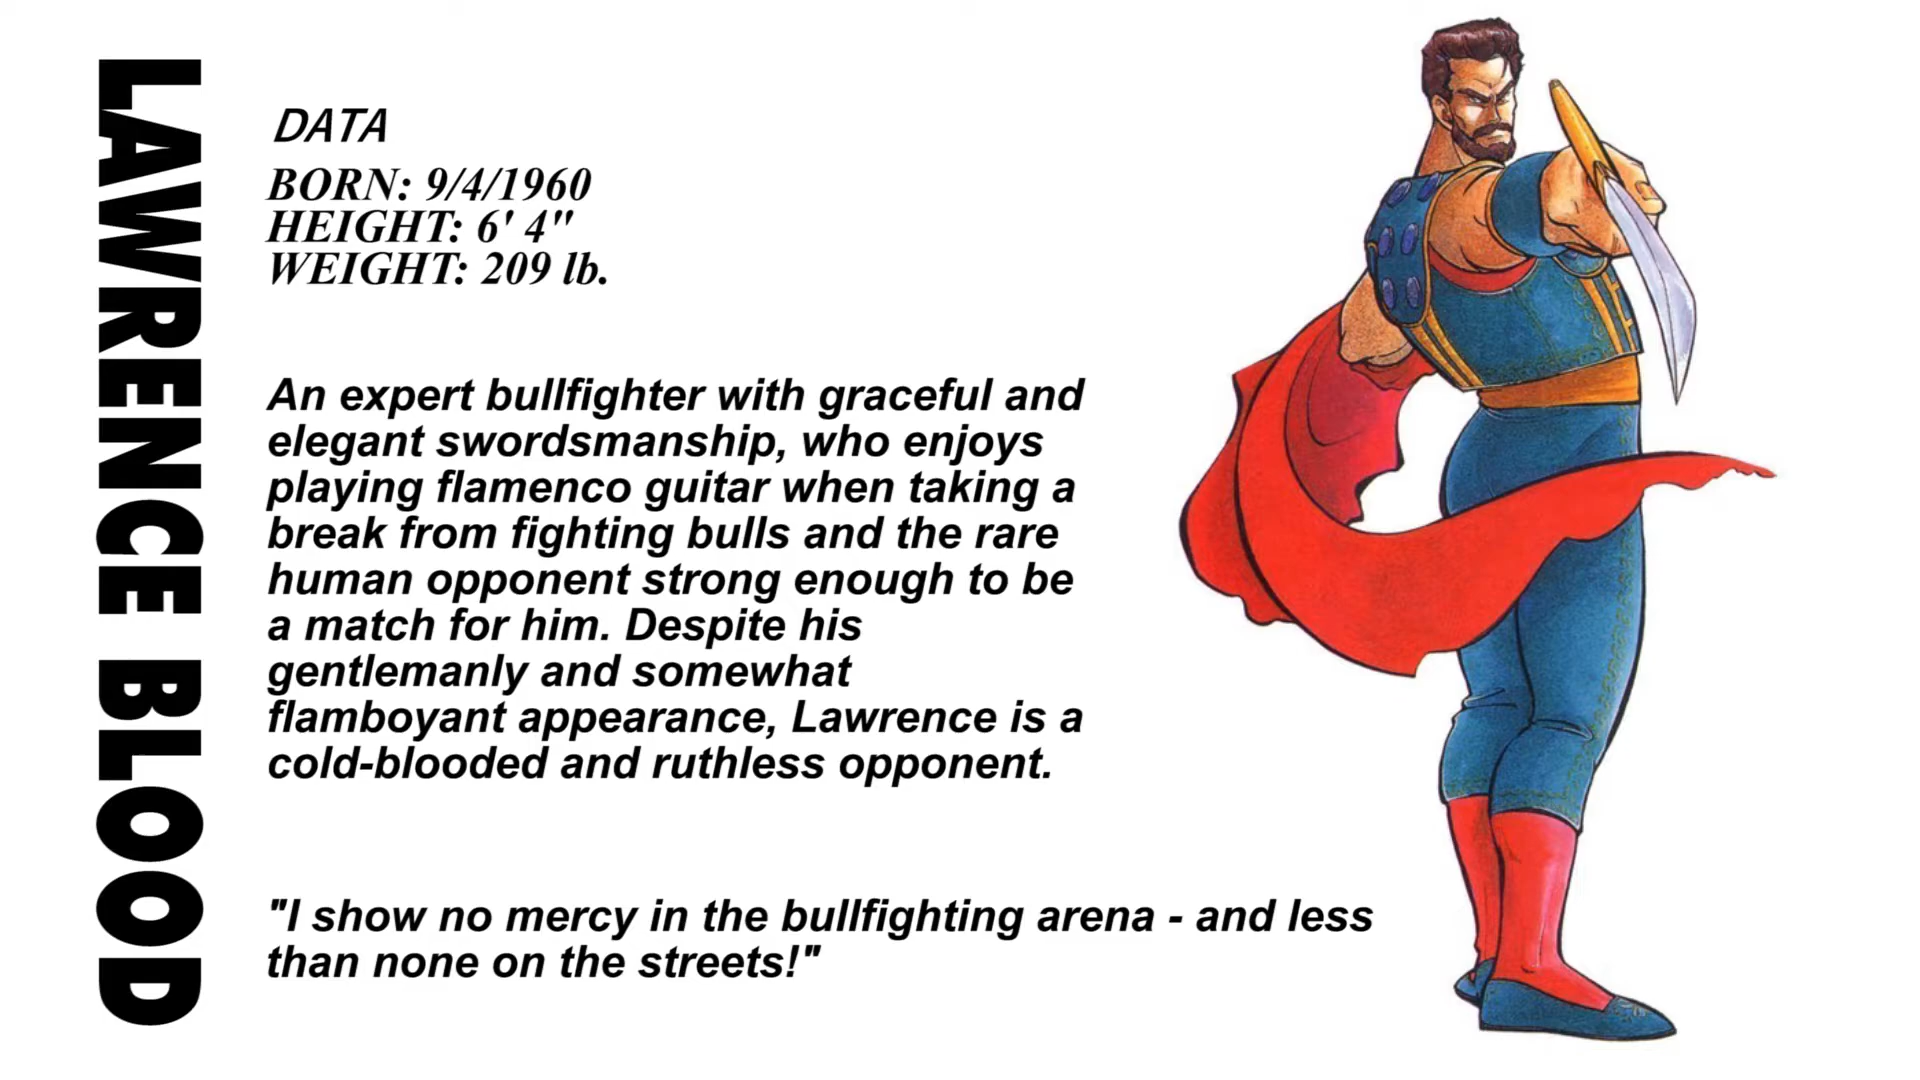 LAWRENCE BLOOD
DATA
BORN: 9/4/1960
HEIGHT: 6' 4"
WEIGHT: 209 lb.
An expert bullfighter with graceful and
elegant swordsmanship, who enjoys
playing flamenco guitar when taking a
break from fighting bulls and the rare
human opponent strong enough to be
a match for him. Despite his
gentlemanly and somewhat
flamboyant appearance, Lawrence is a
cold-blooded and ruthless opponent.
"I show no mercy in the bullfighting arena - and less
than none on the streets!"